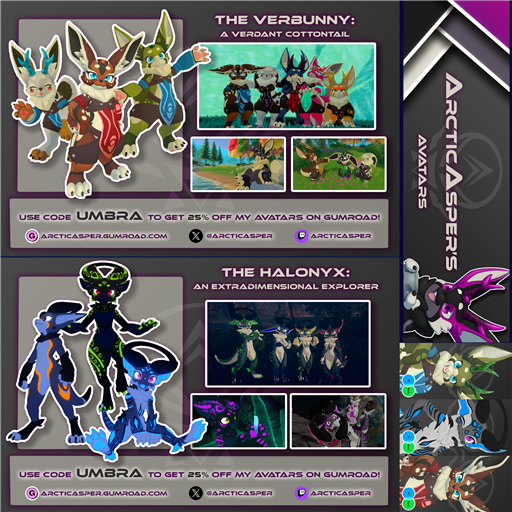 THE VERBUNNY:
A VERDANT COTTONTAIL
USE CODE UMBRA TO GET 25% OFF MY AVATARS ON GUMROAD!
G ARCTICASPER.GUMROAD.COM X @ARCTICASPER ARCTICASPER
THE HALONYX:
AN EXTRADIMENSIONAL EXPLORER
USE CODE UMBRA TO GET 25% OFF MY AVATARS ON GUMROAD!
G ARCTICASPER.GUMROAD.COM X @ARCTICASPER ARCTICASPER
ARCTICASPER'S
AVATARS